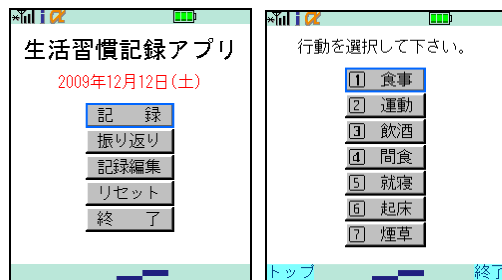 生活習慣記録アプリ
2009年12月12日(土)
記 録
振り返り
記録編集
リセット
終 了
行動を選択して下さい。
1 食事
2 運動
3 飲酒
4 間食
5 就寝
6 起床
7 煙草
トップ 終了